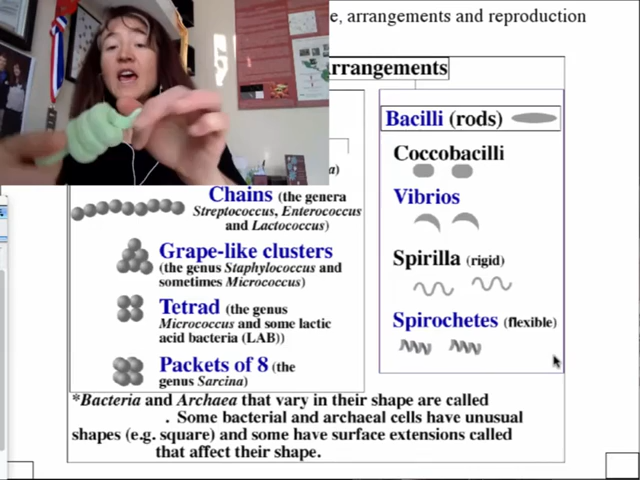 e, arrangements and reproduction
rrangements
a)
Chains (the genera
Streptococcus, Enterococcus
and Lactococcus)
Grape-like clusters
(the genus Staphylococcus and
sometimes Micrococcus)
Tetrad (the genus
Micrococcus and some lactic
acid bacteria (LAB))
Packets of 8 (the
genus Sarcina)
Bacilli (rods)
Coccobacilli
Vibrios
Spirilla (rigid)
Spirochetes (flexible)
*Bacteria and Archaea that vary in their shape are called
. Some bacterial and archaeal cells have unusual
shapes (e.g. square) and some have surface extensions called
that affect their shape.